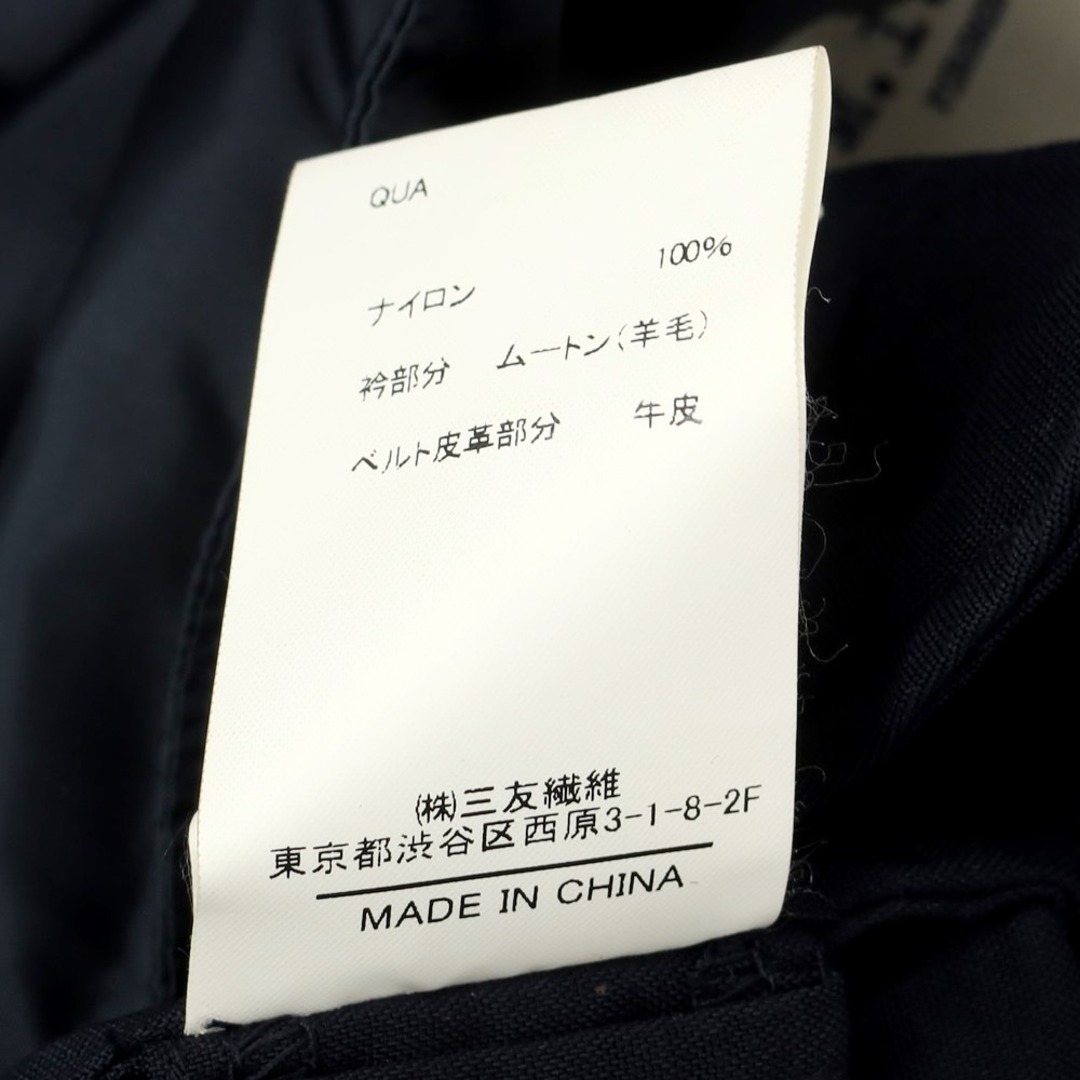 QUA
100%
ナイロン
衿部分 ムートン(羊毛)
ベルト皮革部分 牛皮
(株)三友繊維
東京都渋谷区西原3-1-8-2F
MADE IN CHINA